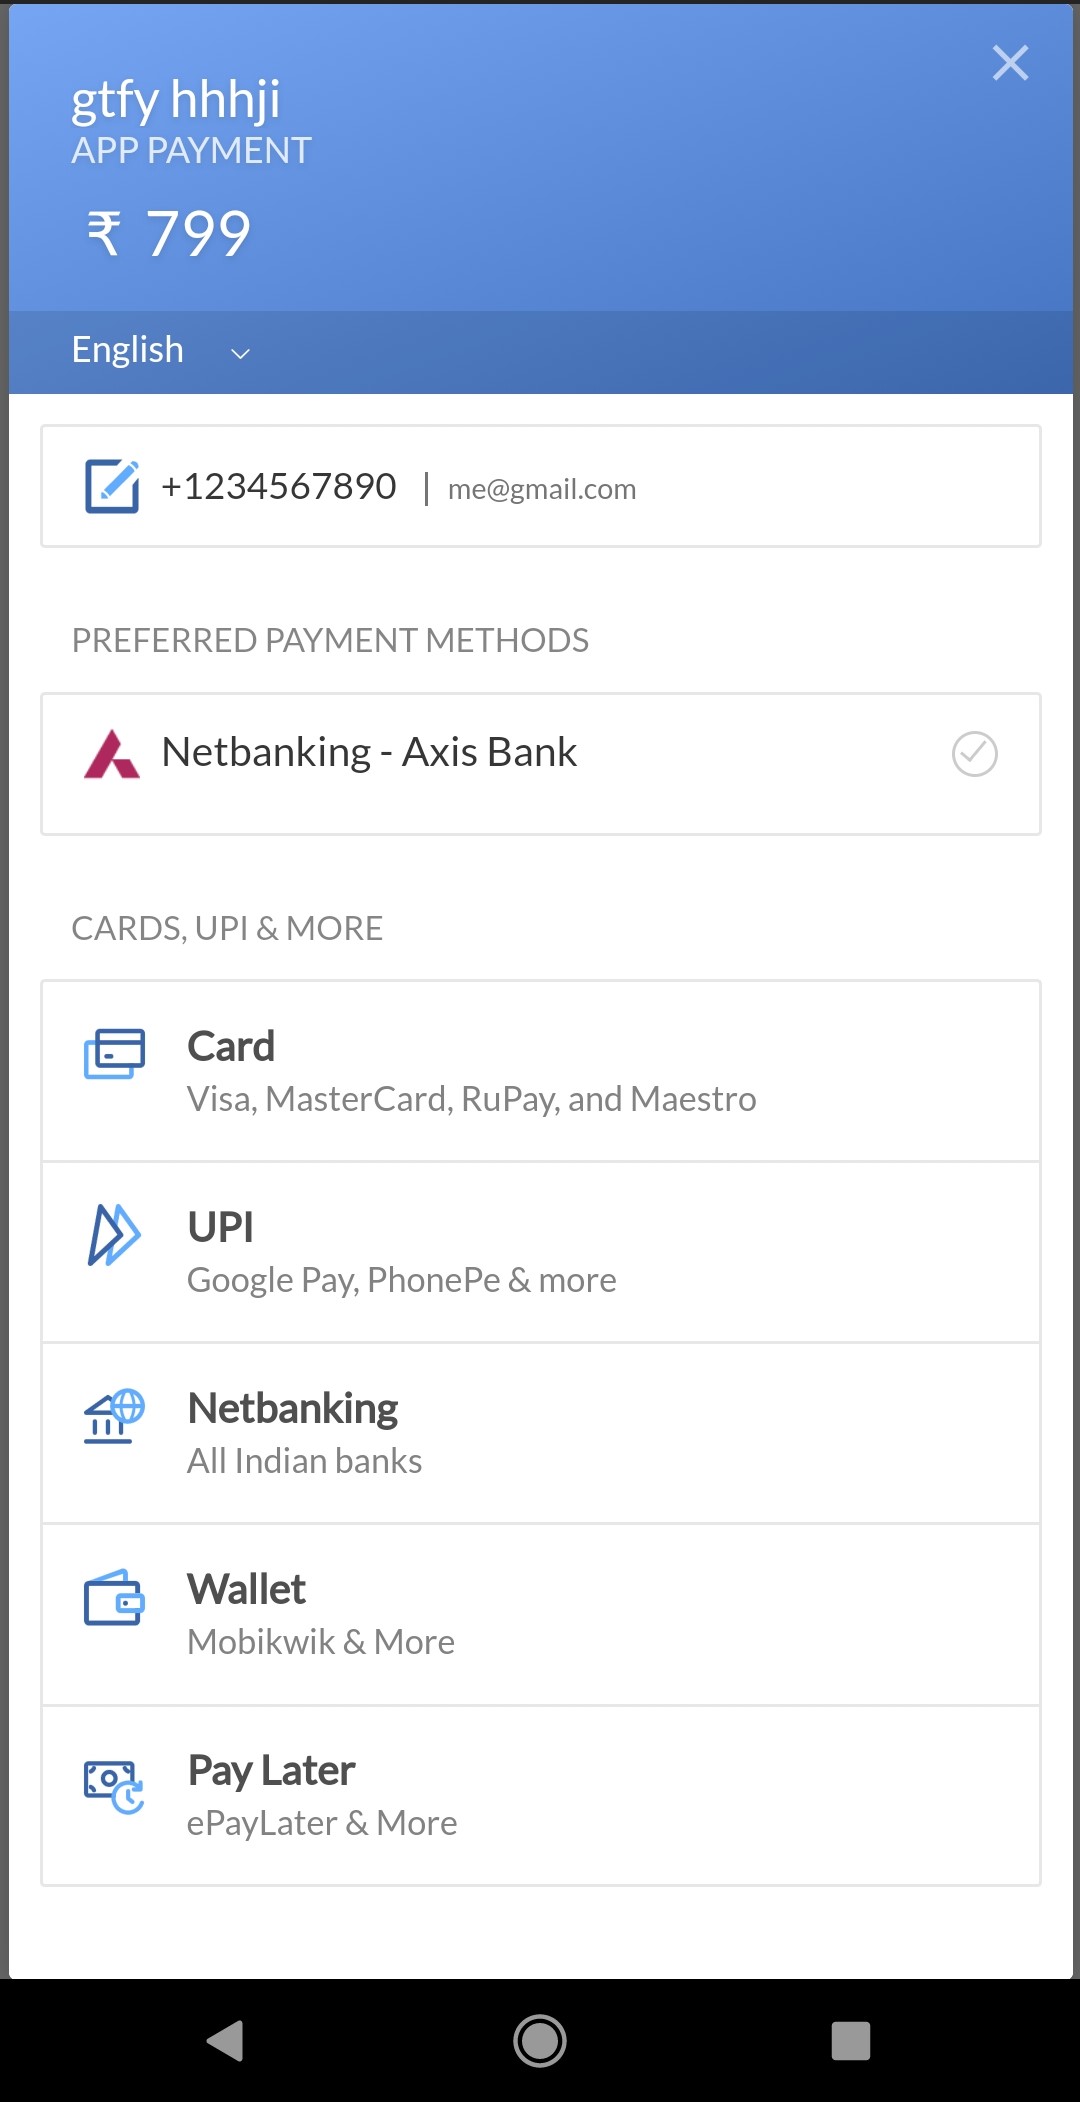 gtfy hhhji
APP PAYMENT
₹ 799
English
+1234567890 | me@gmail.com
PREFERRED PAYMENT METHODS
Netbanking - Axis Bank
CARDS, UPI & MORE
Card
Visa, MasterCard, RuPay, and Maestro
UPI
Google Pay, PhonePe & more
Netbanking
All Indian banks
Wallet
Mobikwik & More
Pay Later
ePayLater & More